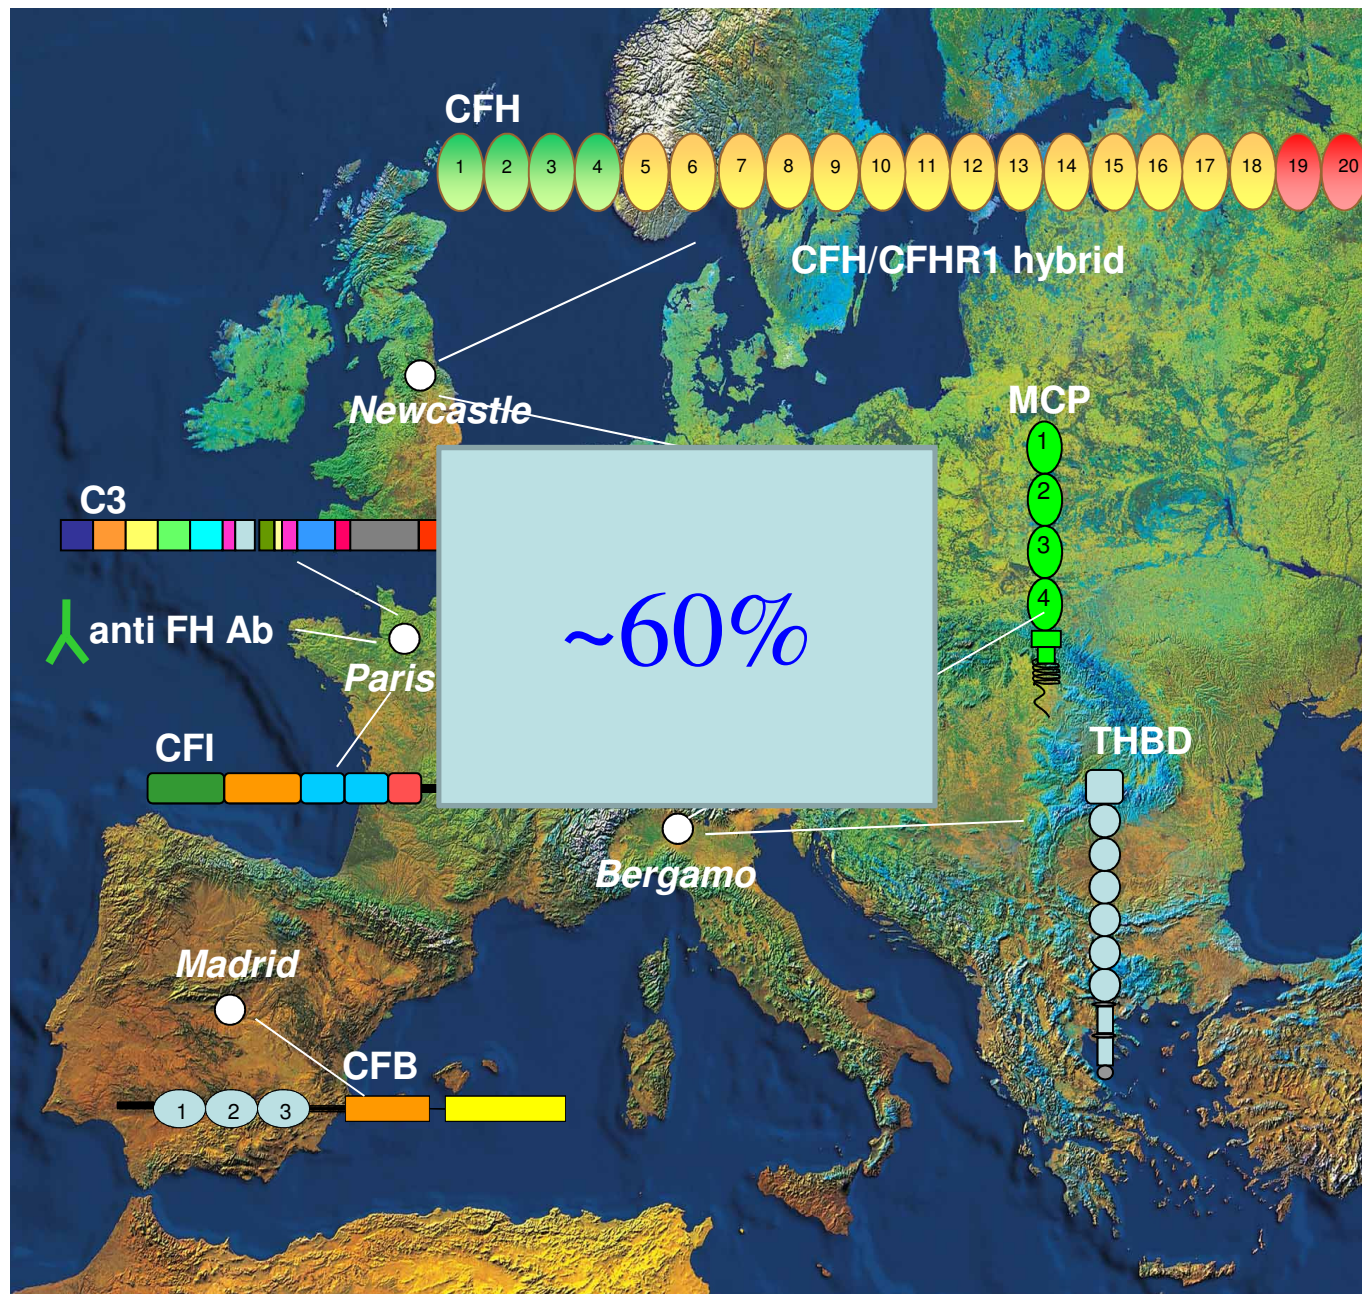 CFH
1 2 3 4 5 6 7 8 9 10 11 12 13 14 15 16 17 18 19 20
CFH/CFHR1 hybrid
Newcastle
MCP
1
2
3
4
C3
~60%
anti FH Ab
Paris
CFI
THBD
Bergamo
Madrid
CFB
1 2 3